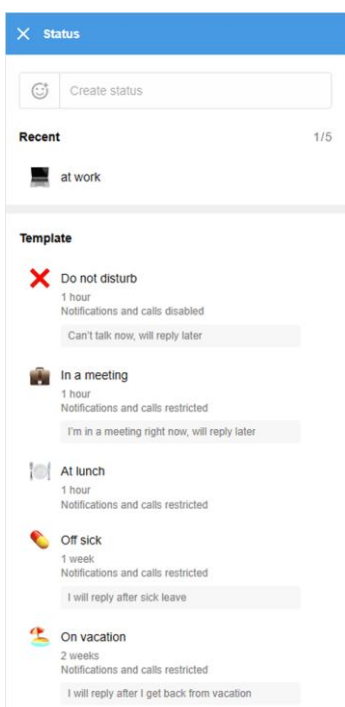 Status
Create status
Recent 1/5
at work
Template
Do not disturb
1 hour
Notifications and calls disabled
Can't talk now, will reply later
In a meeting
1 hour
Notifications and calls restricted
I'm in a meeting right now, will reply later
At lunch
1 hour
Notifications and calls restricted
Off sick
1 week
Notifications and calls restricted
I will reply after sick leave
On vacation
2 weeks
Notifications and calls restricted
I will reply after I get back from vacation